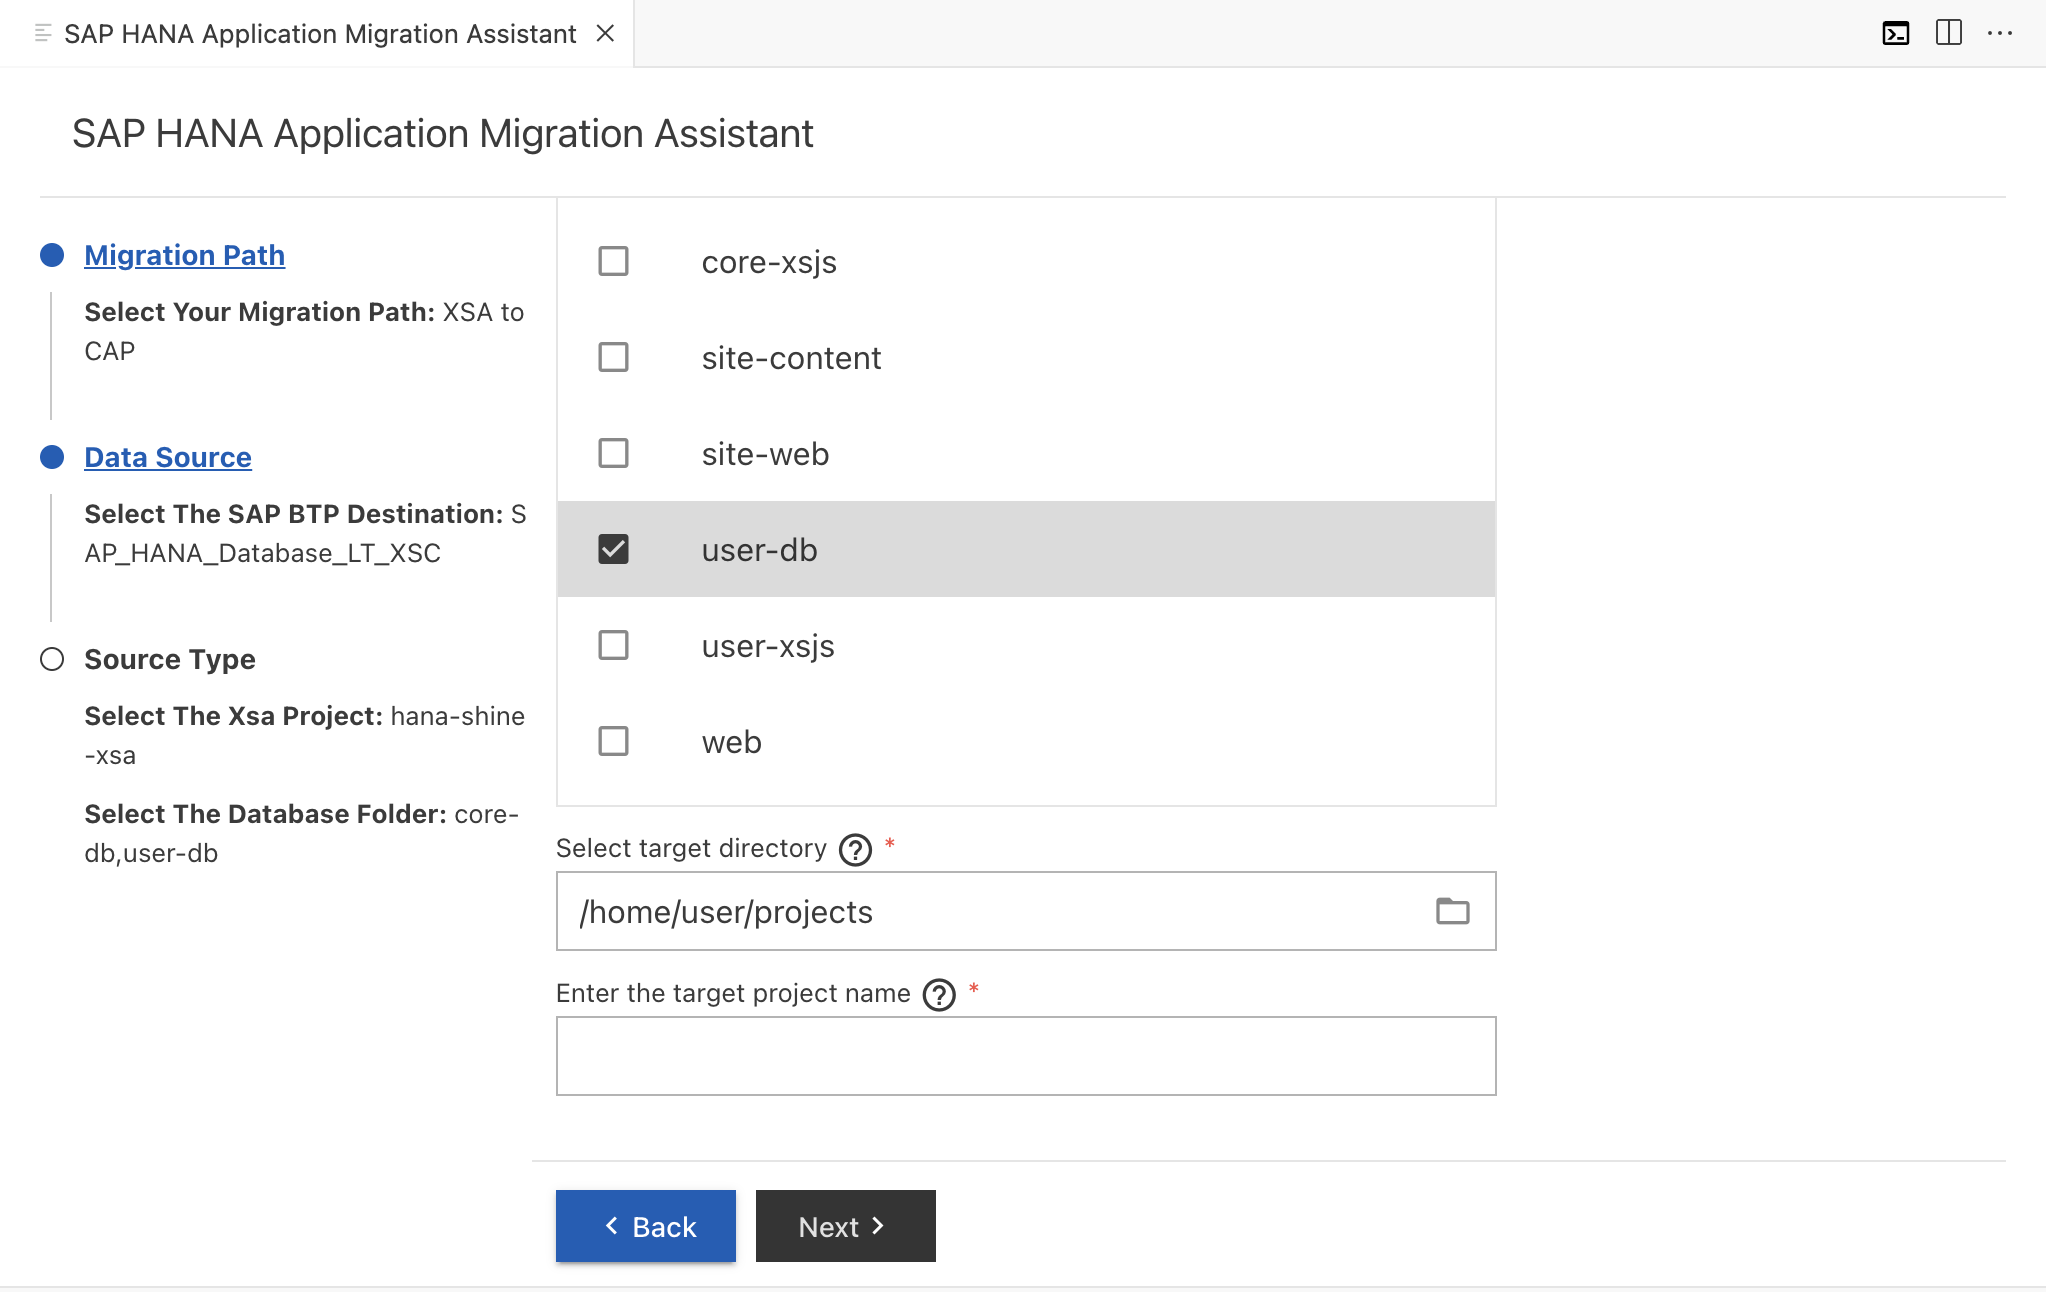 SAP HANA Application Migration Assistant
SAP HANA Application Migration Assistant
Migration Path
Select Your Migration Path: XSA to
CAP
Data Source
Select The SAP BTP Destination: S
AP_HANA_Database_LT_XSC
Source Type
Select The Xsa Project: hana-shine
-xsa
Select The Database Folder: core-
db,user-db
core-xsjs
site-content
site-web
user-db
user-xsjs
web
Select target directory ? *
/home/user/projects
Enter the target project name ? *
Back
Next